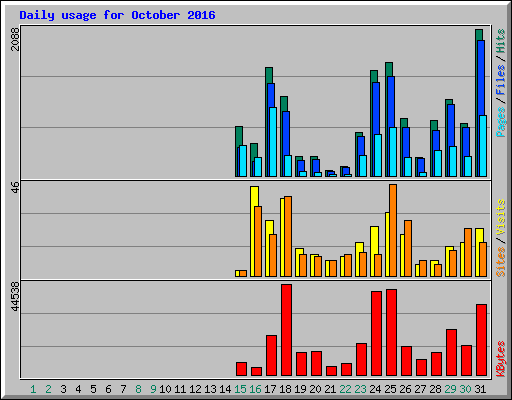 Daily usage for October 2016
2088
46
44538
Pages / Files / Hits
Sites / Visits
KBytes
1 2 3 4 5 6 7 8 9 10 11 12 13 14 15 16 17 18 19 20 21 22 23 24 25 26 27 28 29 30 31